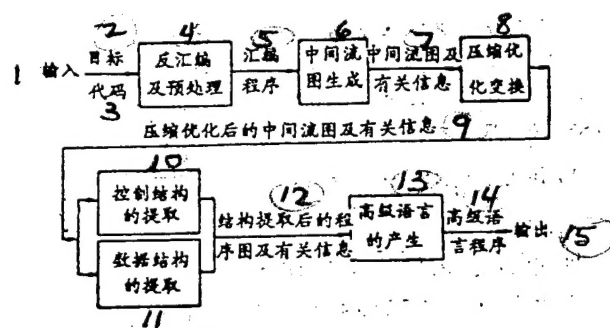 2 4 5 6 7 8
1 输入 目标 反汇编 汇编 中间流 中间流图及 压缩优
代码 及预处理 程序 图生成 有关信息 化变换
3
压缩优化后的中间流图及有关信息 9
10 12 13 14
控制结构
的提取
结构提取后的程 高级语言 高级语 输出 15
序图及有关信息 的产生 言程序
数据结构
的提取
11